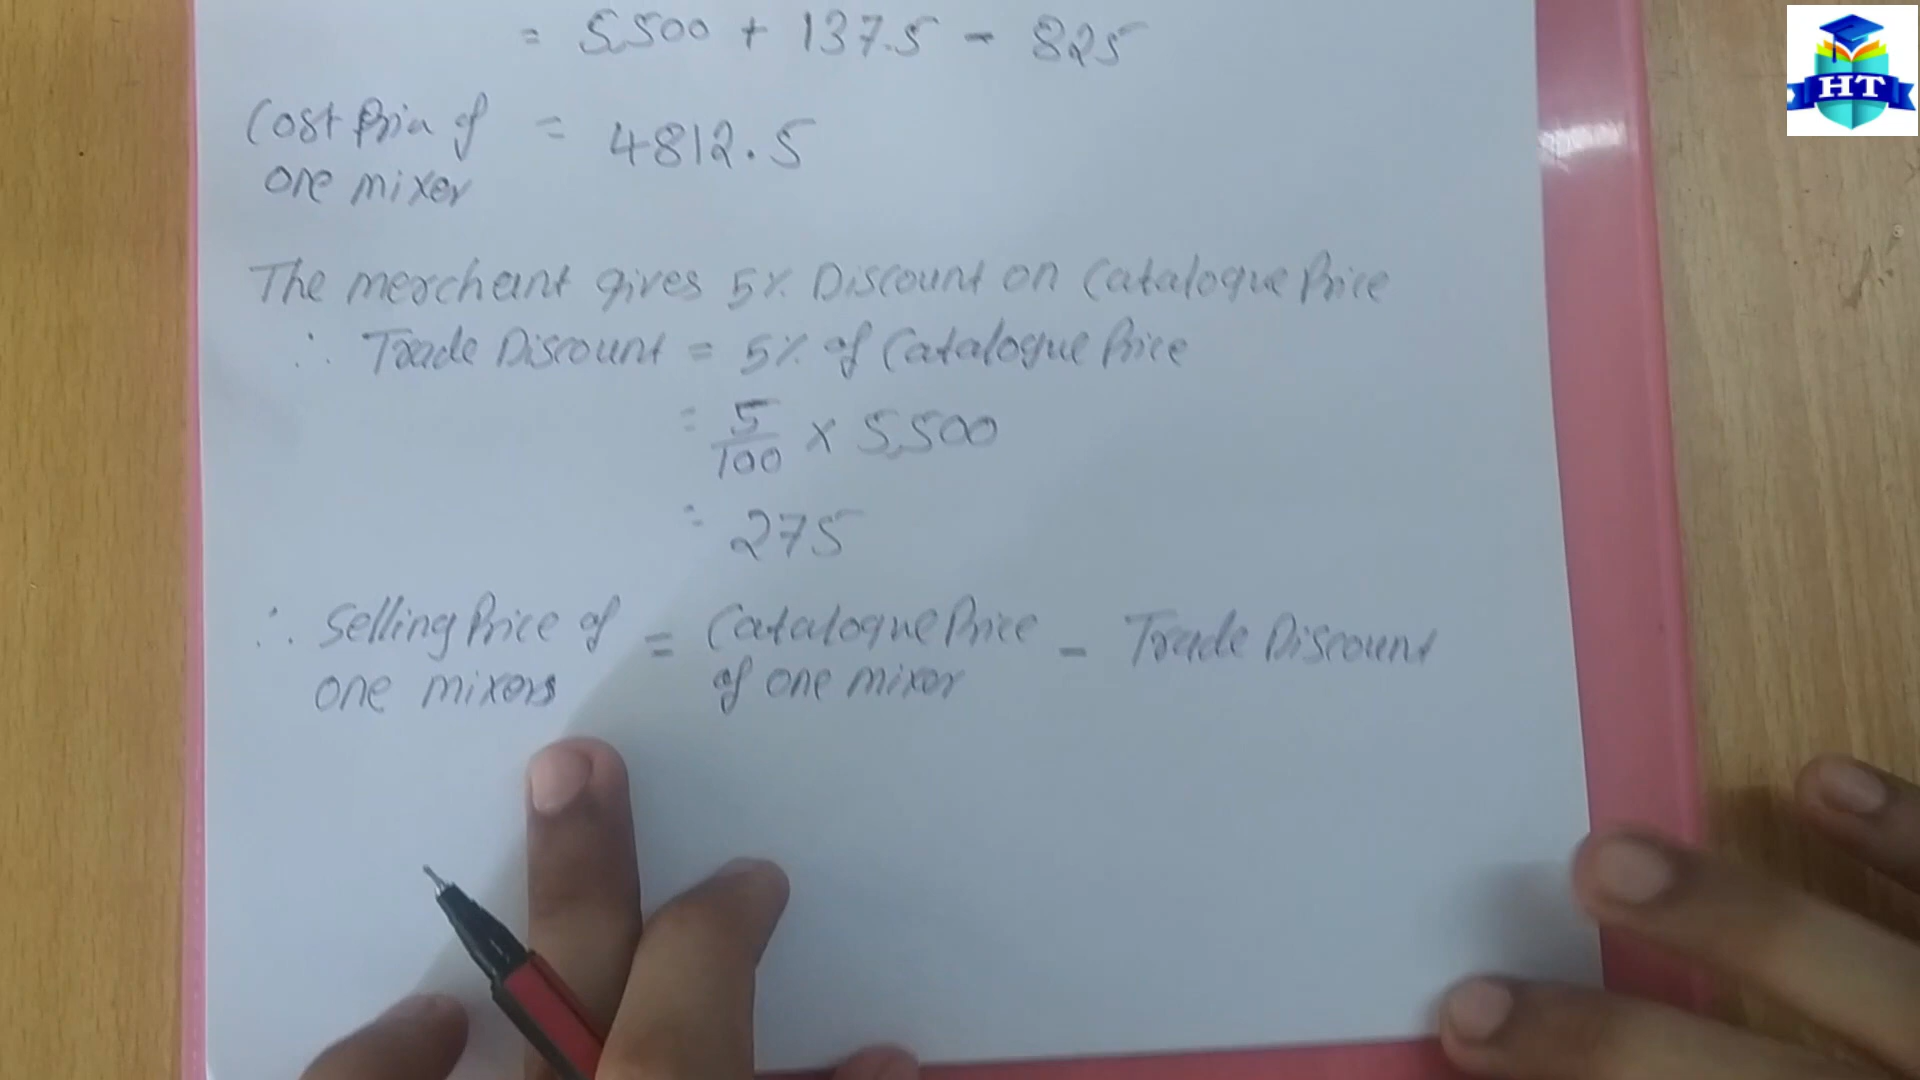 = 5,500 + 137.5 - 825
Cost Price of = 4812.5
one mixer
The merchant gives 5% Discount on Catalogue Price
∴ Trade Discount = 5% of Catalogue Price
= 5/100 × 5,500
= 275
∴ Selling Price of = Catalogue Price - Trade Discount
one mixers of one mixer
HT